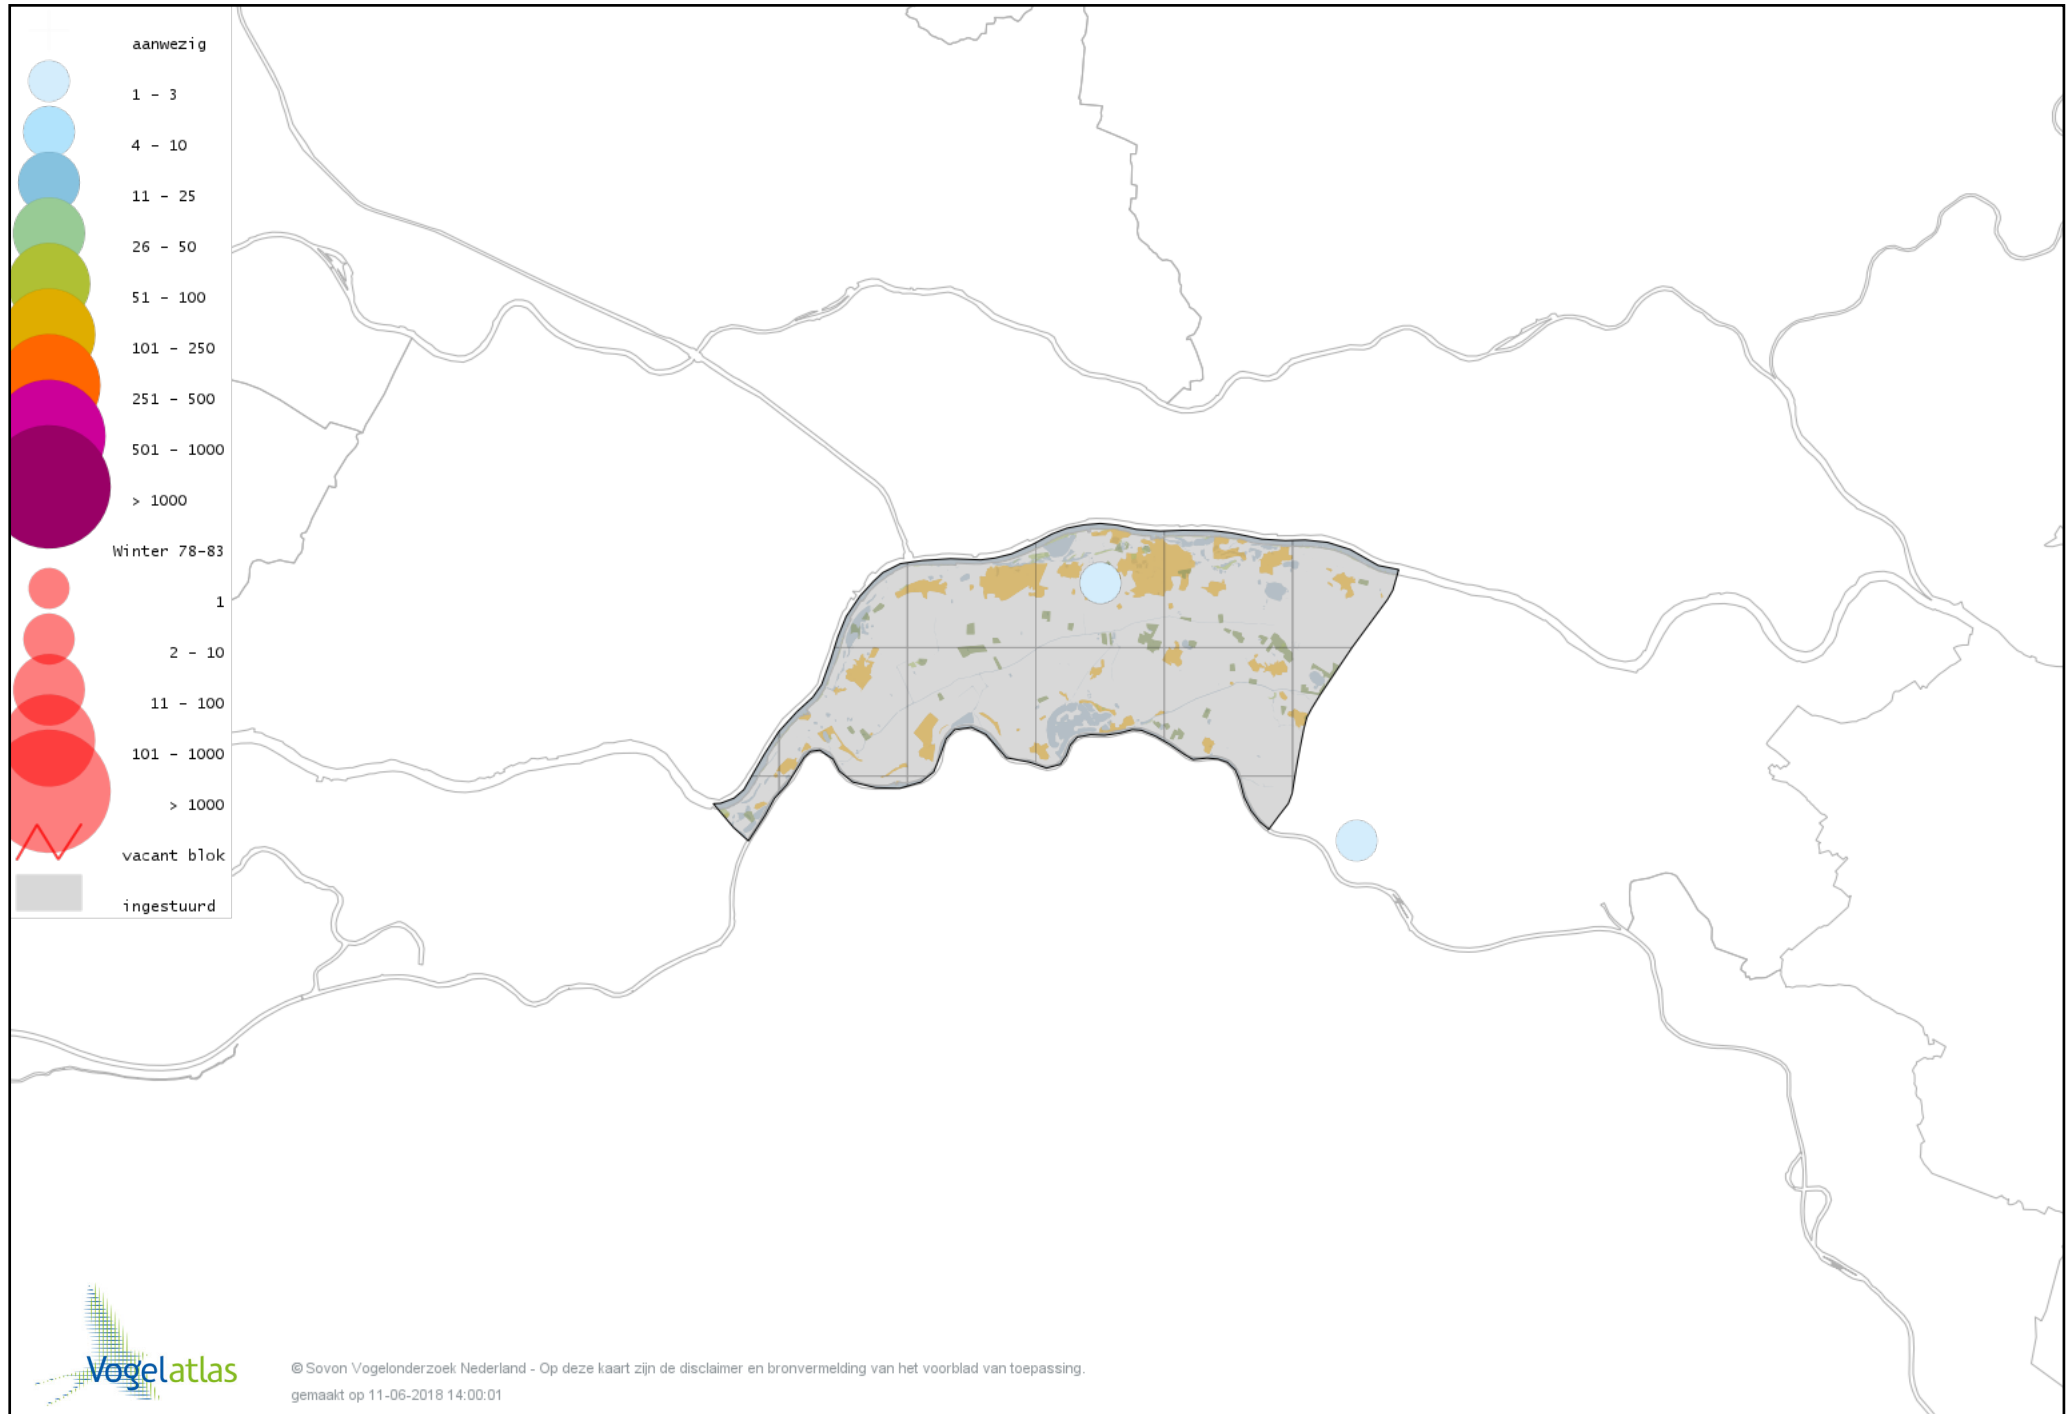 aanwezig
1 - 3
4 - 10
11 - 25
26 - 50
51 - 100
101 - 250
251 - 500
501 - 1000
> 1000
Winter 78-83
1
2 - 10
11 - 100
101 - 1000
> 1000
vacant blok
ingestuurd
Vogelatlas
© Sovon Vogelonderzoek Nederland - Op deze kaart zijn de disclaimer en bronvermelding van het voorblad van toepassing.
gemaakt op 11-06-2018 14:00:01